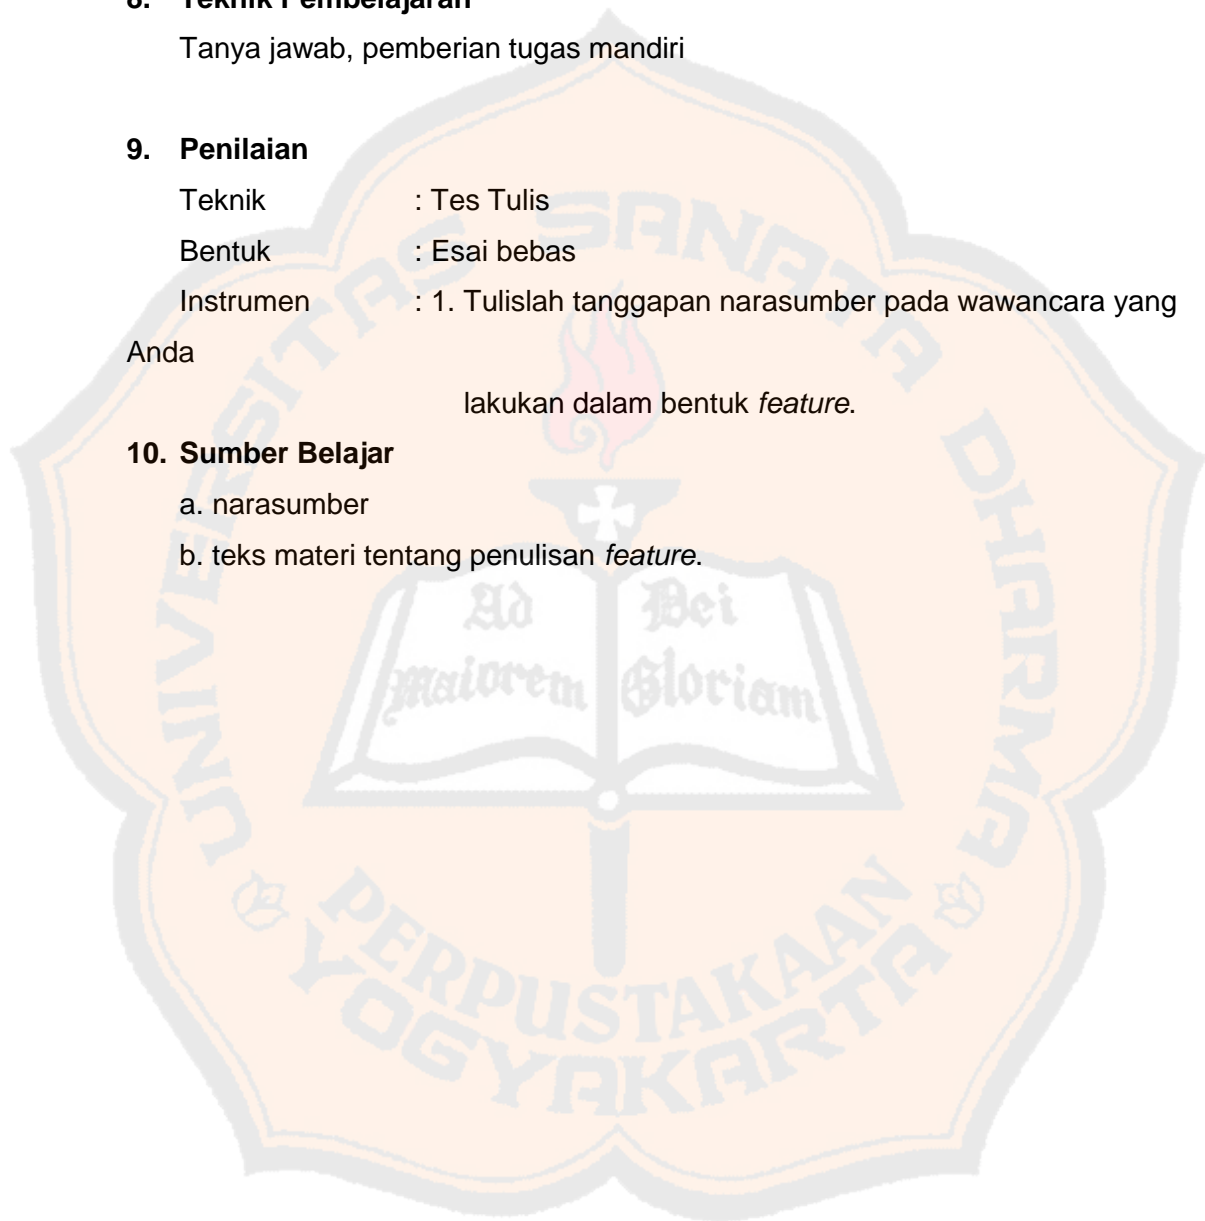 8. Teknik Pembelajaran
Tanya jawab, pemberian tugas mandiri
9. Penilaian
Teknik : Tes Tulis
Bentuk : Esai bebas
Instrumen : 1. Tulislah tanggapan narasumber pada wawancara yang
Anda
lakukan dalam bentuk feature.
10. Sumber Belajar
a. narasumber
b. teks materi tentang penulisan feature.
UNIVERSITAS SANATA DHARMA
Ad Dei
Maiorem Gloriam
PERPUSTAKAAN
YOGYAKARTA